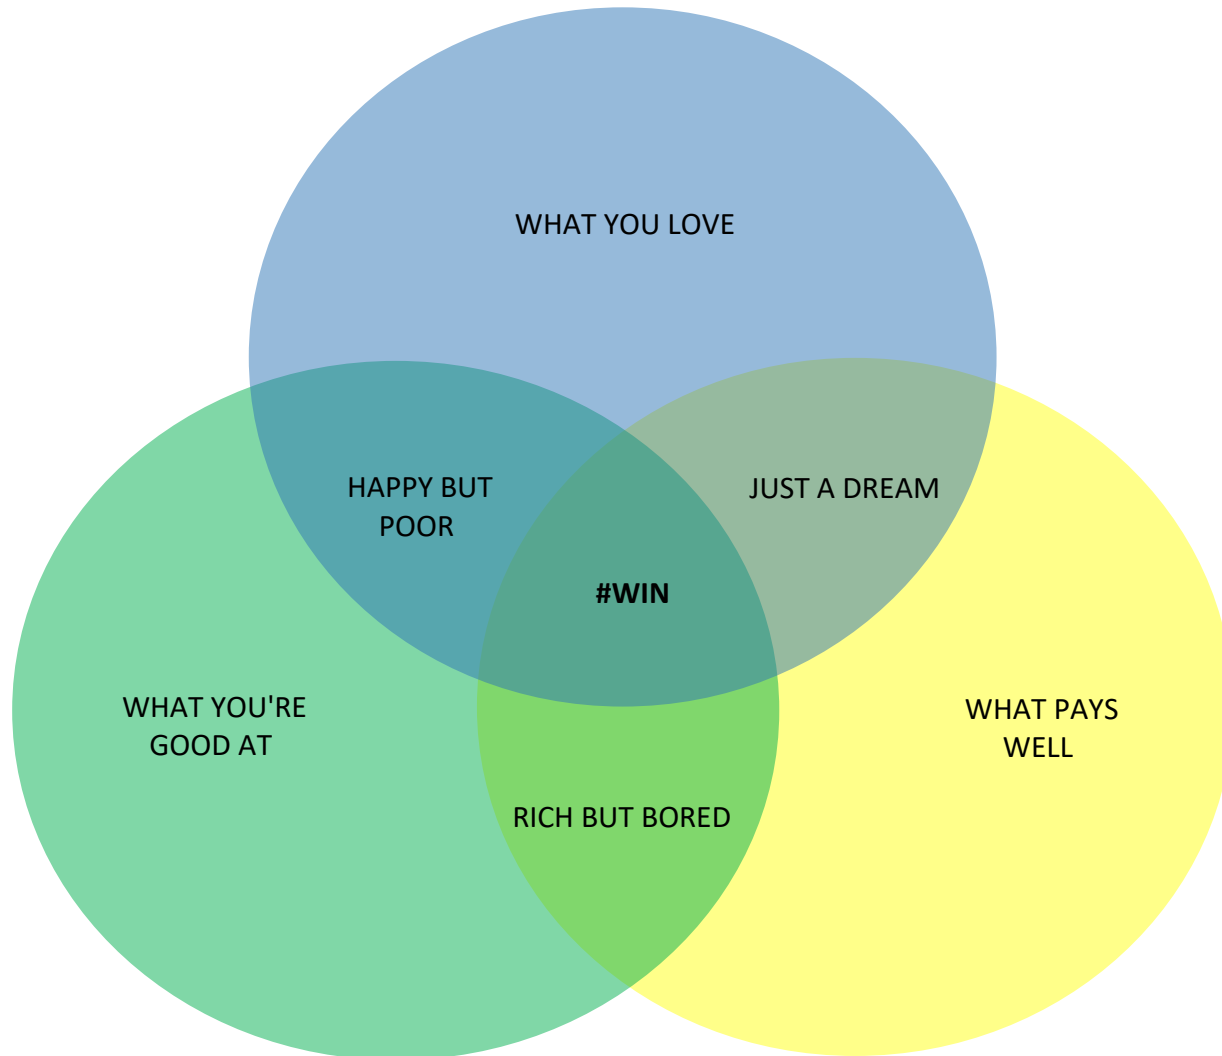 WHAT YOU LOVE
HAPPY BUT
POOR
JUST A DREAM
#WIN
WHAT YOU'RE
GOOD AT
WHAT PAYS
WELL
RICH BUT BORED